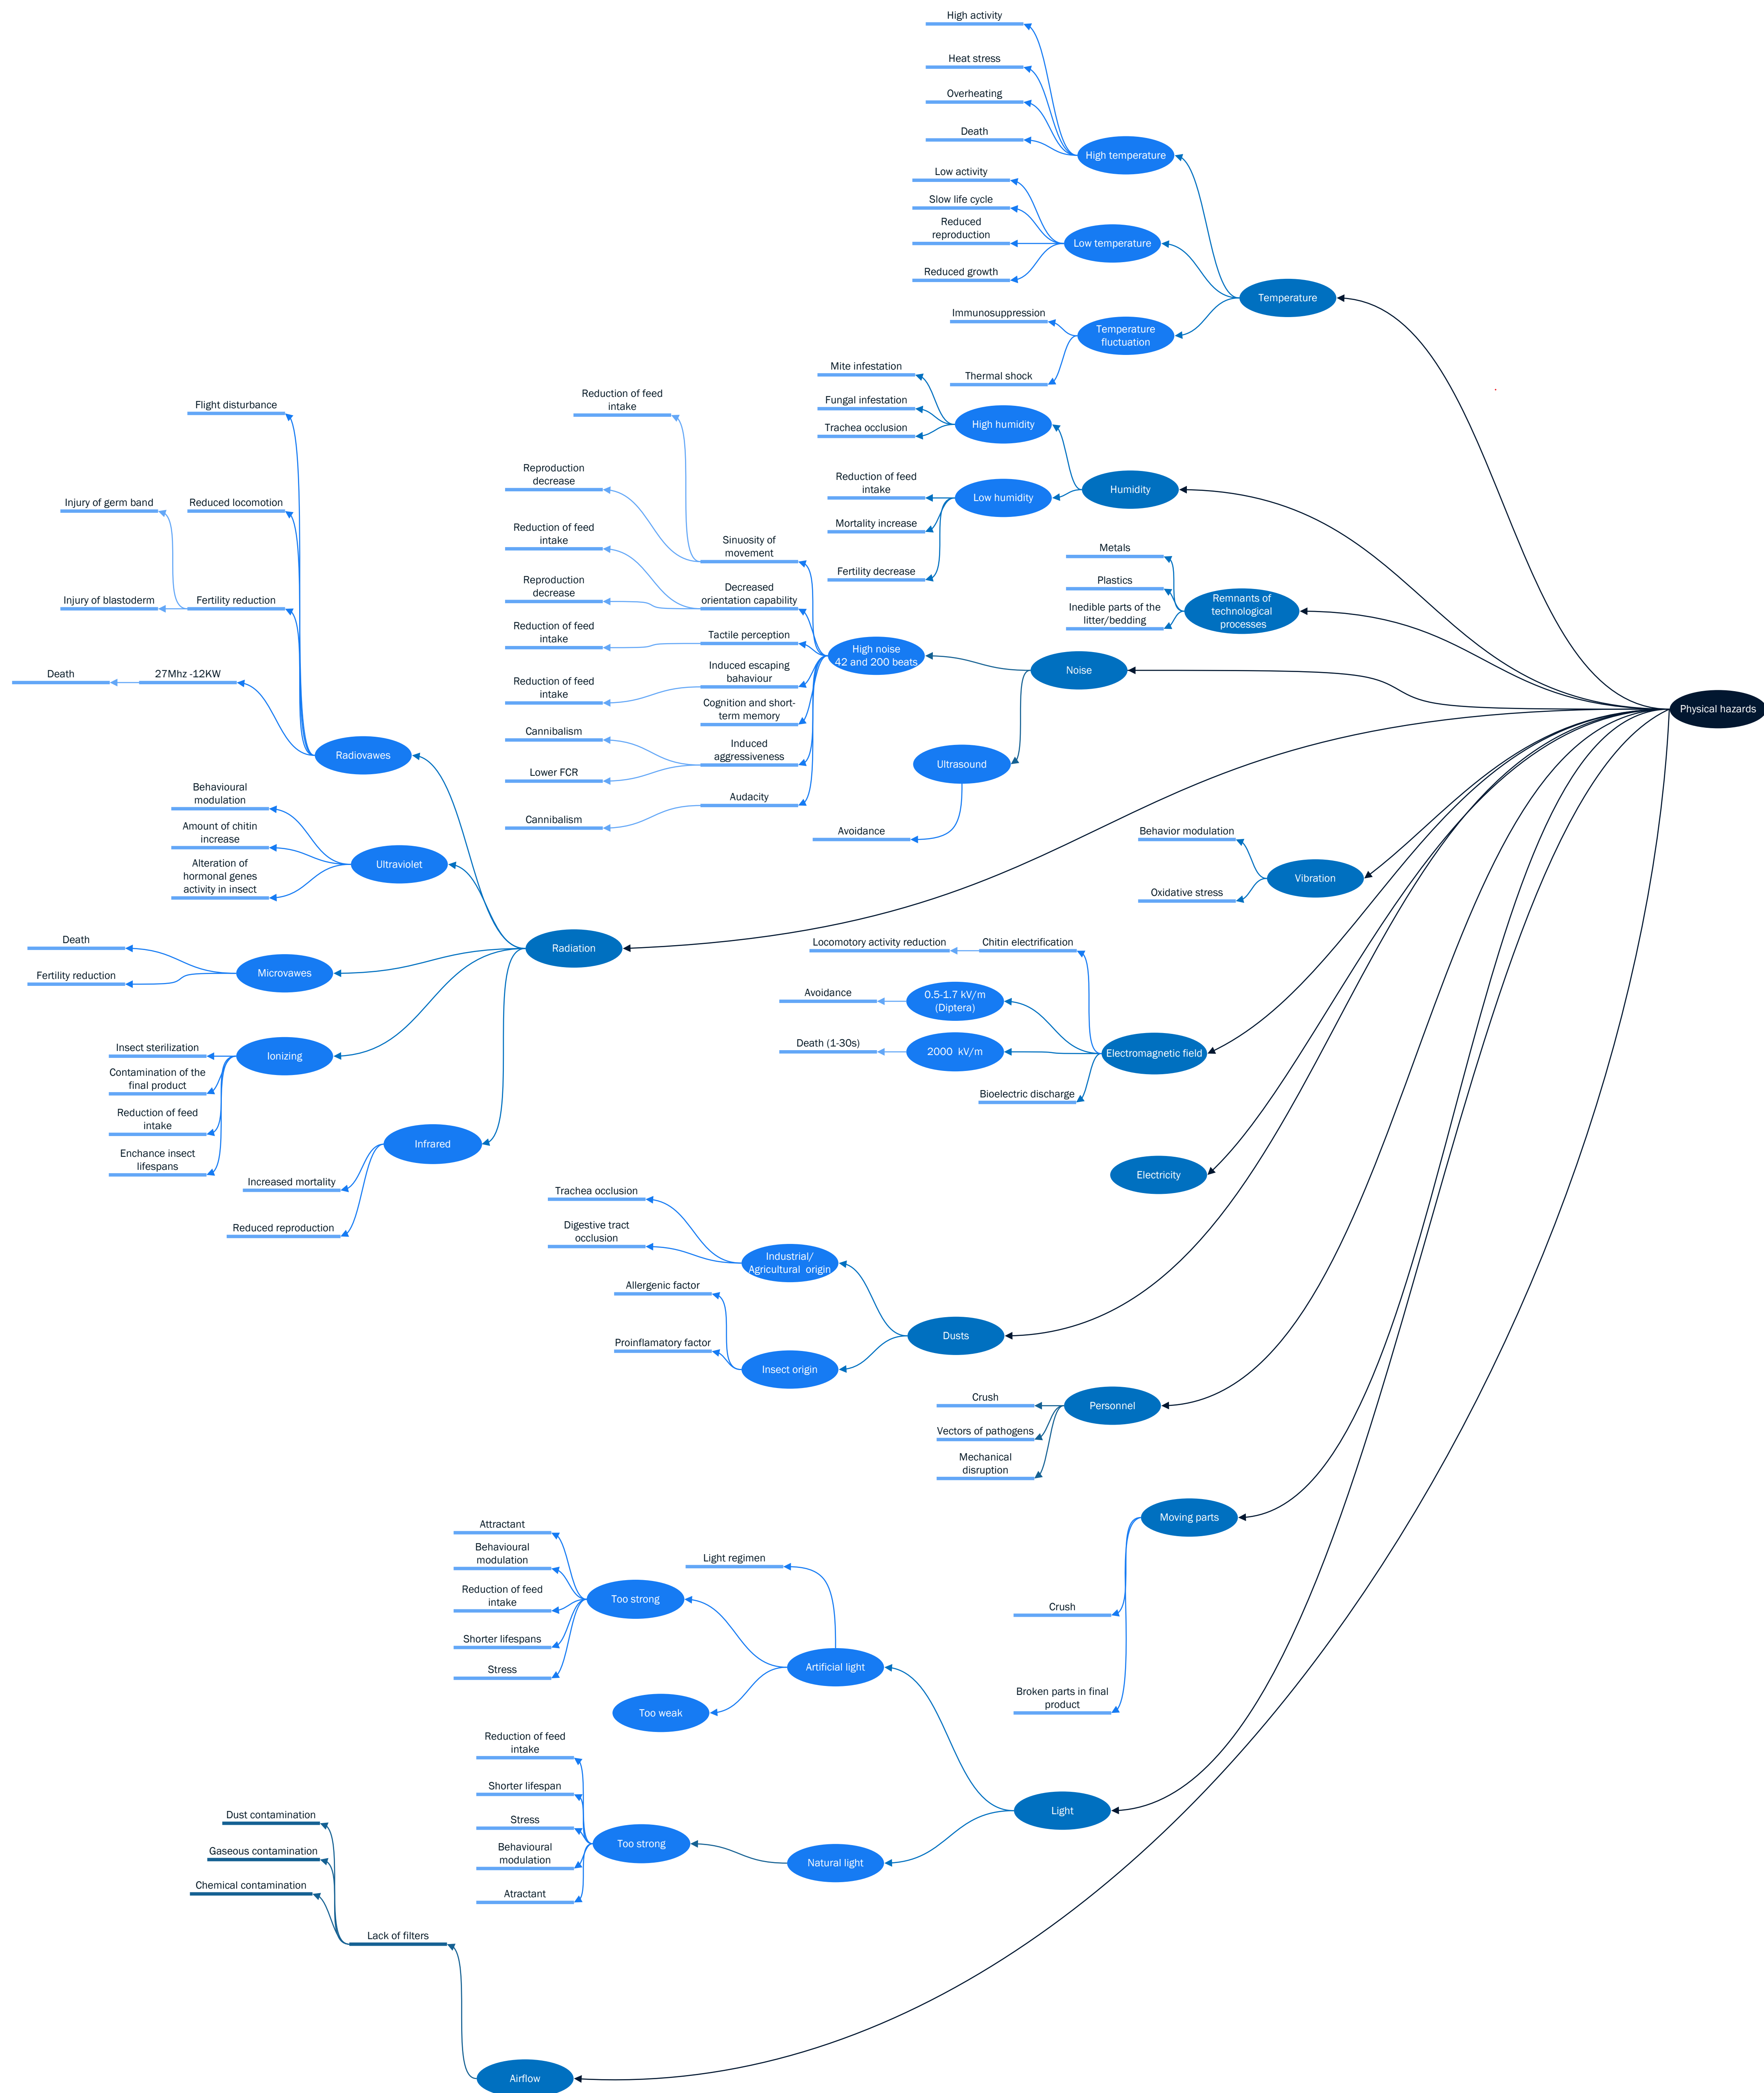 High activity
Heat stress
Overheating
Death
High temperature
Low activity
Slow life cycle
Reduced
reproduction
Reduced growth
Low temperature
Temperature
Immunosuppression
Thermal shock
Temperature
fluctuation
Mite infestation
Fungal infestation
Trachea occlusion
High humidity
Reduction of feed
intake
Mortality increase
Fertility decrease
Low humidity
Humidity
Metals
Plastics
Inedible parts of the
litter/bedding
Remnants of
technological
processes
Physical hazards
Reduction of feed
intake
Reproduction
decrease
Sinuosity of
movement
Reduction of feed
intake
Reproduction
decrease
Decreased
orientation capability
Reduction of feed
intake
Tactile perception
Reduction of feed
intake
Induced escaping
bahaviour
Cognition and short-
term memory
Cannibalism
Lower FCR
Induced
aggressiveness
Cannibalism
Audacity
High noise
42 and 200 beats
Noise
Ultrasound
Avoidance
Flight disturbance
Reduced locomotion
Injury of germ band
Injury of blastoderm
Fertility reduction
Death
27Mhz -12KW
Radiovawes
Behavioural
modulation
Amount of chitin
increase
Alteration of
hormonal genes
activity in insect
Ultraviolet
Death
Fertility reduction
Microvawes
Radiation
Insect sterilization
Contamination of the
final product
Reduction of feed
intake
Enchance insect
lifespans
Ionizing
Infrared
Increased mortality
Reduced reproduction
Behavior modulation
Oxidative stress
Vibration
Locomotory activity reduction
Chitin electrification
Avoidance
0.5-1.7 kV/m
(Diptera)
Death (1-30s)
2000 kV/m
Bioelectric discharge
Electromagnetic field
Electricity
Trachea occlusion
Digestive tract
occlusion
Industrial/
Agricultural origin
Allergenic factor
Proinflamatory factor
Insect origin
Dusts
Crush
Vectors of pathogens
Mechanical
disruption
Personnel
Moving parts
Crush
Broken parts in final
product
Attractant
Behavioural
modulation
Reduction of feed
intake
Shorter lifespans
Stress
Too strong
Light regimen
Artificial light
Too weak
Reduction of feed
intake
Shorter lifespan
Stress
Behavioural
modulation
Atractant
Too strong
Natural light
Light
Dust contamination
Gaseous contamination
Chemical contamination
Lack of filters
Airflow